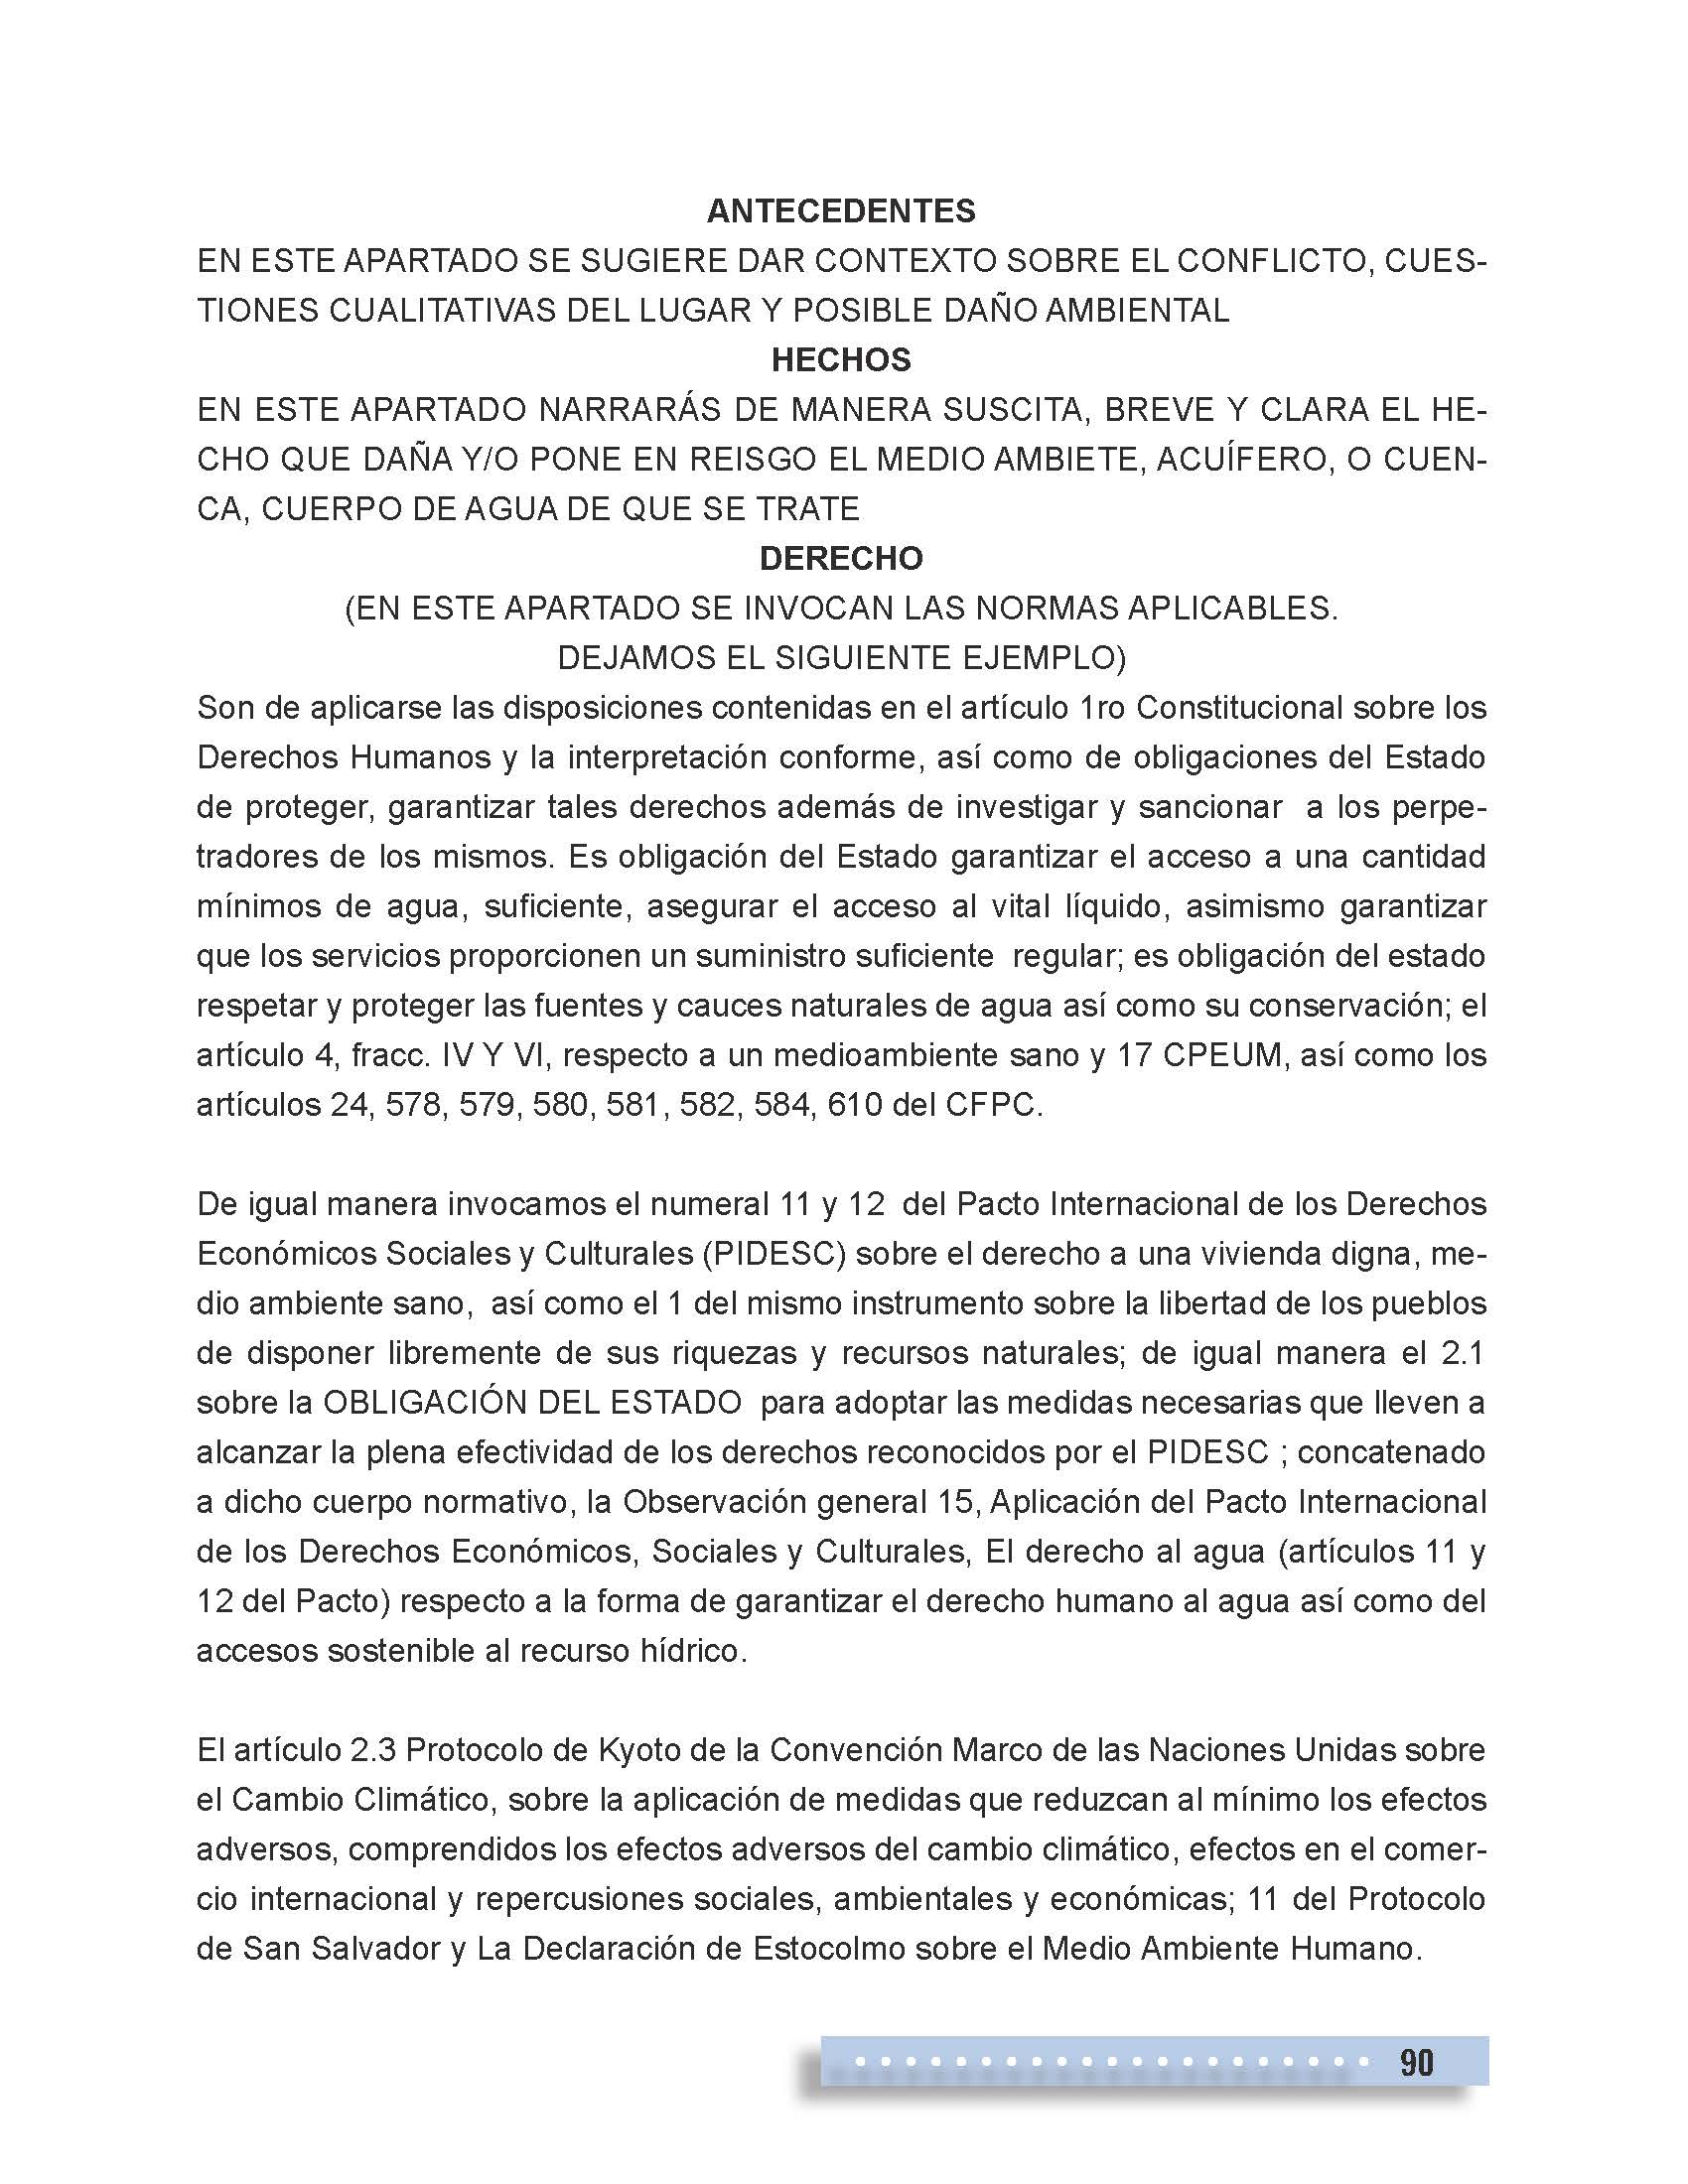 ANTECEDENTES
EN ESTE APARTADO SE SUGIERE DAR CONTEXTO SOBRE EL CONFLICTO, CUES-
TIONES CUALITATIVAS DEL LUGAR Y POSIBLE DAÑO AMBIENTAL
HECHOS
EN ESTE APARTADO NARRARÁS DE MANERA SUSCITA, BREVE Y CLARA EL HE-
CHO QUE DAÑA Y/O PONE EN REISGO EL MEDIO AMBIETE, ACUÍFERO, O CUEN-
CA, CUERPO DE AGUA DE QUE SE TRATE
DERECHO
(EN ESTE APARTADO SE INVOCAN LAS NORMAS APLICABLES.
DEJAMOS EL SIGUIENTE EJEMPLO)
Son de aplicarse las disposiciones contenidas en el artículo 1ro Constitucional sobre los
Derechos Humanos y la interpretación conforme, así como de obligaciones del Estado
de proteger, garantizar tales derechos además de investigar y sancionar  a los perpe-
tradores de los mismos. Es obligación del Estado garantizar el acceso a una cantidad
mínimos de agua, suficiente, asegurar el acceso al vital líquido, asimismo garantizar
que los servicios proporcionen un suministro suficiente  regular; es obligación del estado
respetar y proteger las fuentes y cauces naturales de agua así como su conservación; el
artículo 4, fracc. IV Y VI, respecto a un medioambiente sano y 17 CPEUM, así como los
artículos 24, 578, 579, 580, 581, 582, 584, 610 del CFPC.
De igual manera invocamos el numeral 11 y 12  del Pacto Internacional de los Derechos
Económicos Sociales y Culturales (PIDESC) sobre el derecho a una vivienda digna, me-
dio ambiente sano,  así como el 1 del mismo instrumento sobre la libertad de los pueblos
de disponer libremente de sus riquezas y recursos naturales; de igual manera el 2.1
sobre la OBLIGACIÓN DEL ESTADO  para adoptar las medidas necesarias que lleven a
alcanzar la plena efectividad de los derechos reconocidos por el PIDESC ; concatenado
a dicho cuerpo normativo, la Observación general 15, Aplicación del Pacto Internacional
de los Derechos Económicos, Sociales y Culturales, El derecho al agua (artículos 11 y
12 del Pacto) respecto a la forma de garantizar el derecho humano al agua así como del
accesos sostenible al recurso hídrico.
El artículo 2.3 Protocolo de Kyoto de la Convención Marco de las Naciones Unidas sobre
el Cambio Climático, sobre la aplicación de medidas que reduzcan al mínimo los efectos
adversos, comprendidos los efectos adversos del cambio climático, efectos en el comer-
cio internacional y repercusiones sociales, ambientales y económicas; 11 del Protocolo
de San Salvador y La Declaración de Estocolmo sobre el Medio Ambiente Humano.
90